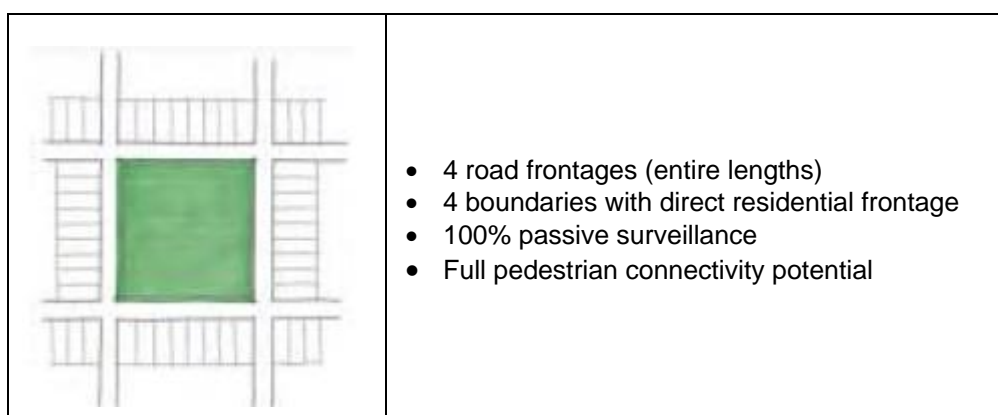 • 4 road frontages (entire lengths)
• 4 boundaries with direct residential frontage
• 100% passive surveillance
• Full pedestrian connectivity potential